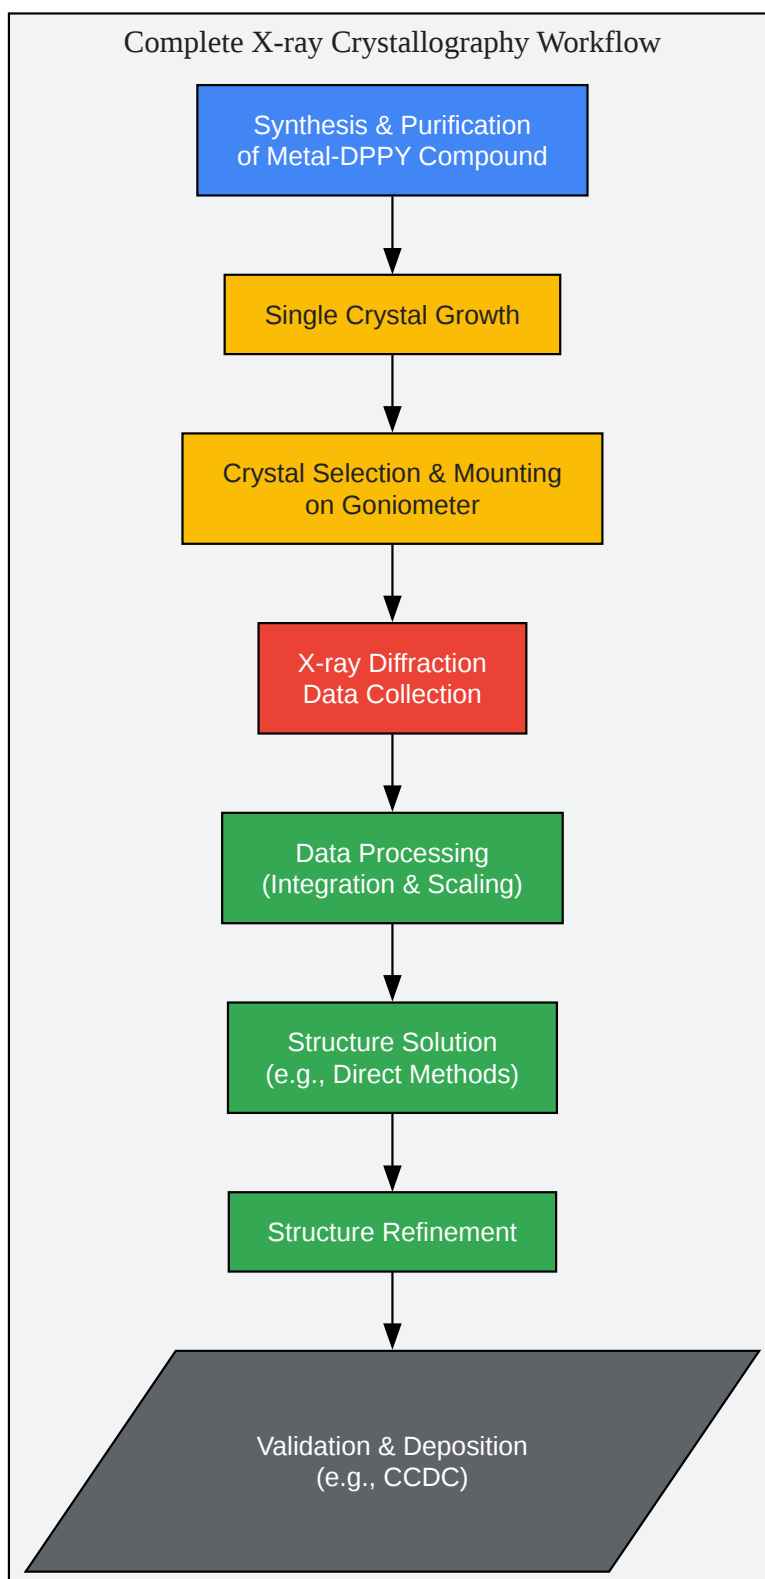 Complete X-ray Crystallography Workflow
Synthesis & Purification
of Metal-DPPY Compound
Single Crystal Growth
Crystal Selection & Mounting
on Goniometer
X-ray Diffraction
Data Collection
Data Processing
(Integration & Scaling)
Structure Solution
(e.g., Direct Methods)
Structure Refinement
Validation & Deposition
(e.g., CCDC)